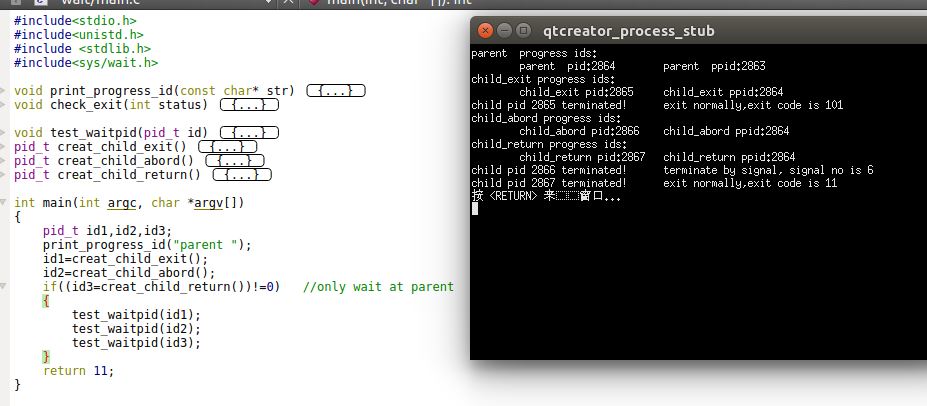 wait/main.c main(int, char *[]): int
#include<stdio.h>
#include<unistd.h>
#include <stdlib.h>
#include<sys/wait.h>
void print_progress_id(const char* str) {...}
void check_exit(int status) {...}
void test_waitpid(pid_t id) {...}
pid_t creat_child_exit() {...}
pid_t creat_child_abord() {...}
pid_t creat_child_return() {...}
int main(int argc, char *argv[])
{
pid_t id1,id2,id3;
print_progress_id("parent ");
id1=creat_child_exit();
id2=creat_child_abord();
if((id3=creat_child_return())!=0) //only wait at parent
{
test_waitpid(id1);
test_waitpid(id2);
test_waitpid(id3);
}
return 11;
}
qtcreator_process_stub
parent progress ids:
parent pid:2864 parent ppid:2863
child_exit progress ids:
child_exit pid:2865 child_exit ppid:2864
child pid 2865 terminated! exit normally,exit code is 101
child_abord progress ids:
child_abord pid:2866 child_abord ppid:2864
child_return progress ids:
child_return pid:2867 child_return ppid:2864
child pid 2866 terminated! terminate by signal, signal no is 6
child pid 2867 terminated! exit normally,exit code is 11
按 <RETURN> 来窗口...